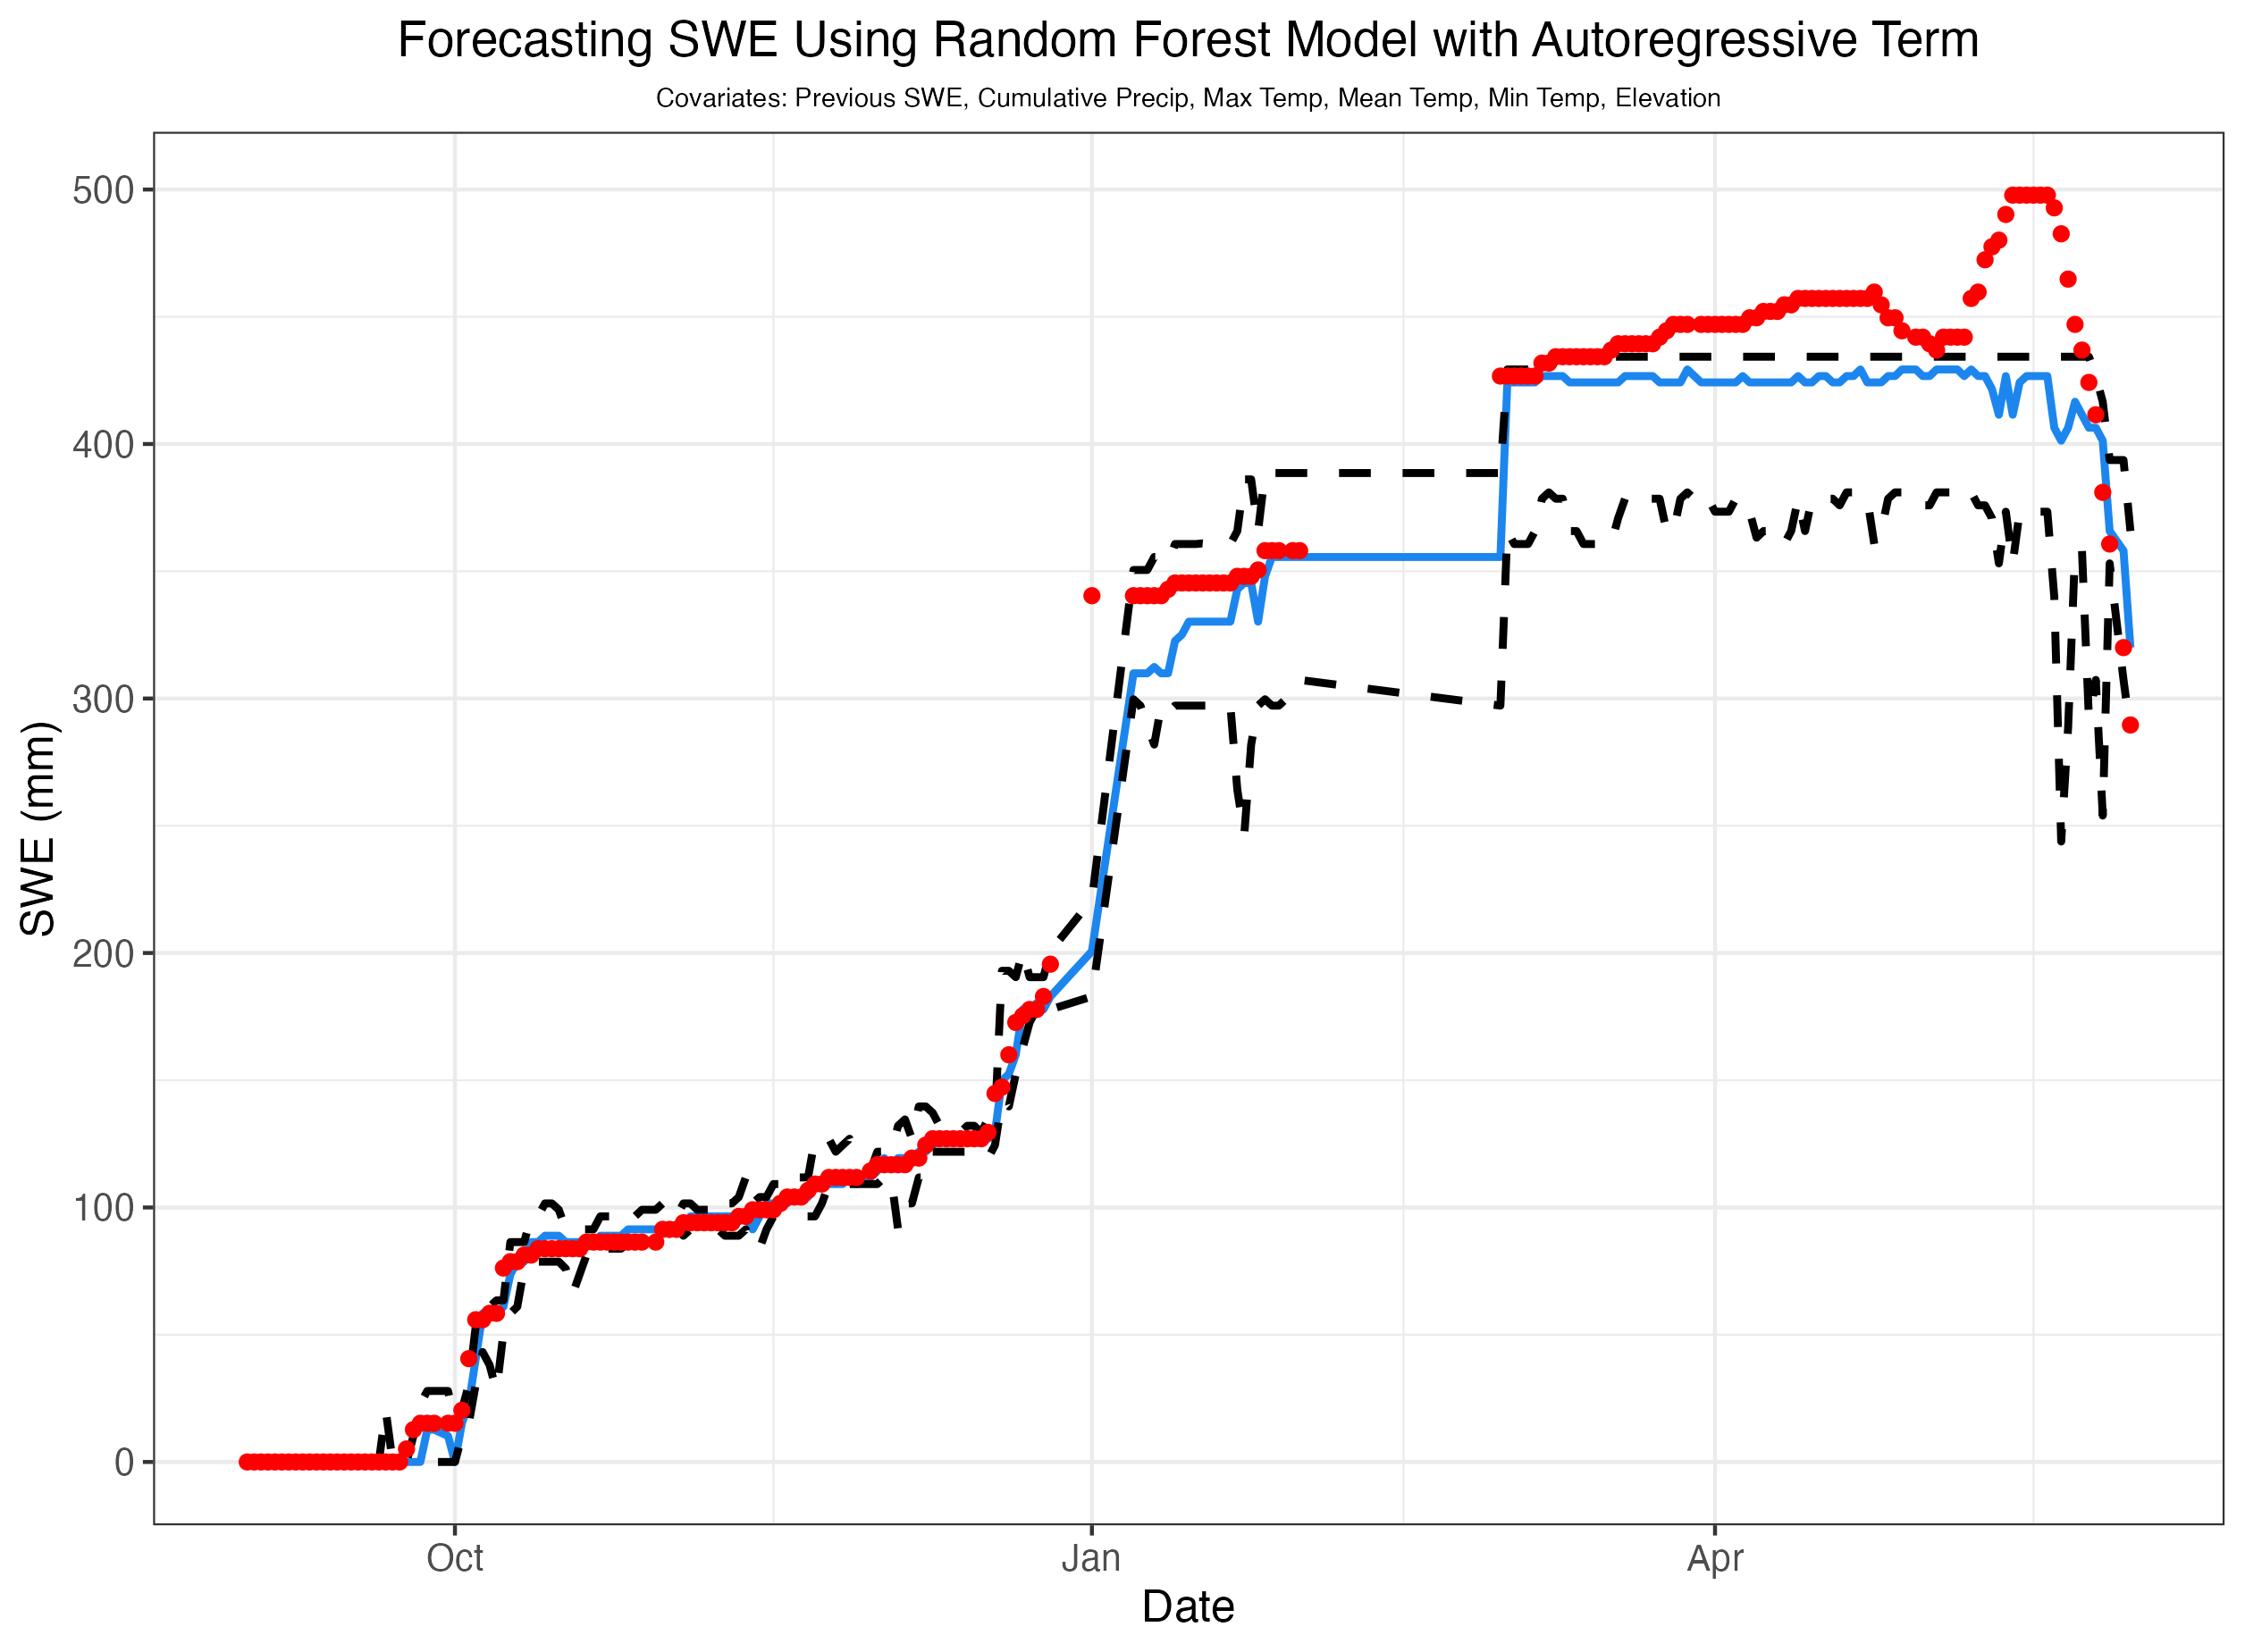 Forecasting SWE Using Random Forest Model with Autoregressive Term
Covariates: Previous SWE, Cumulative Precip, Max Temp, Mean Temp, Min Temp, Elevation
500
400
300
200
100
0
SWE (mm)
Oct
Jan
Apr
Date